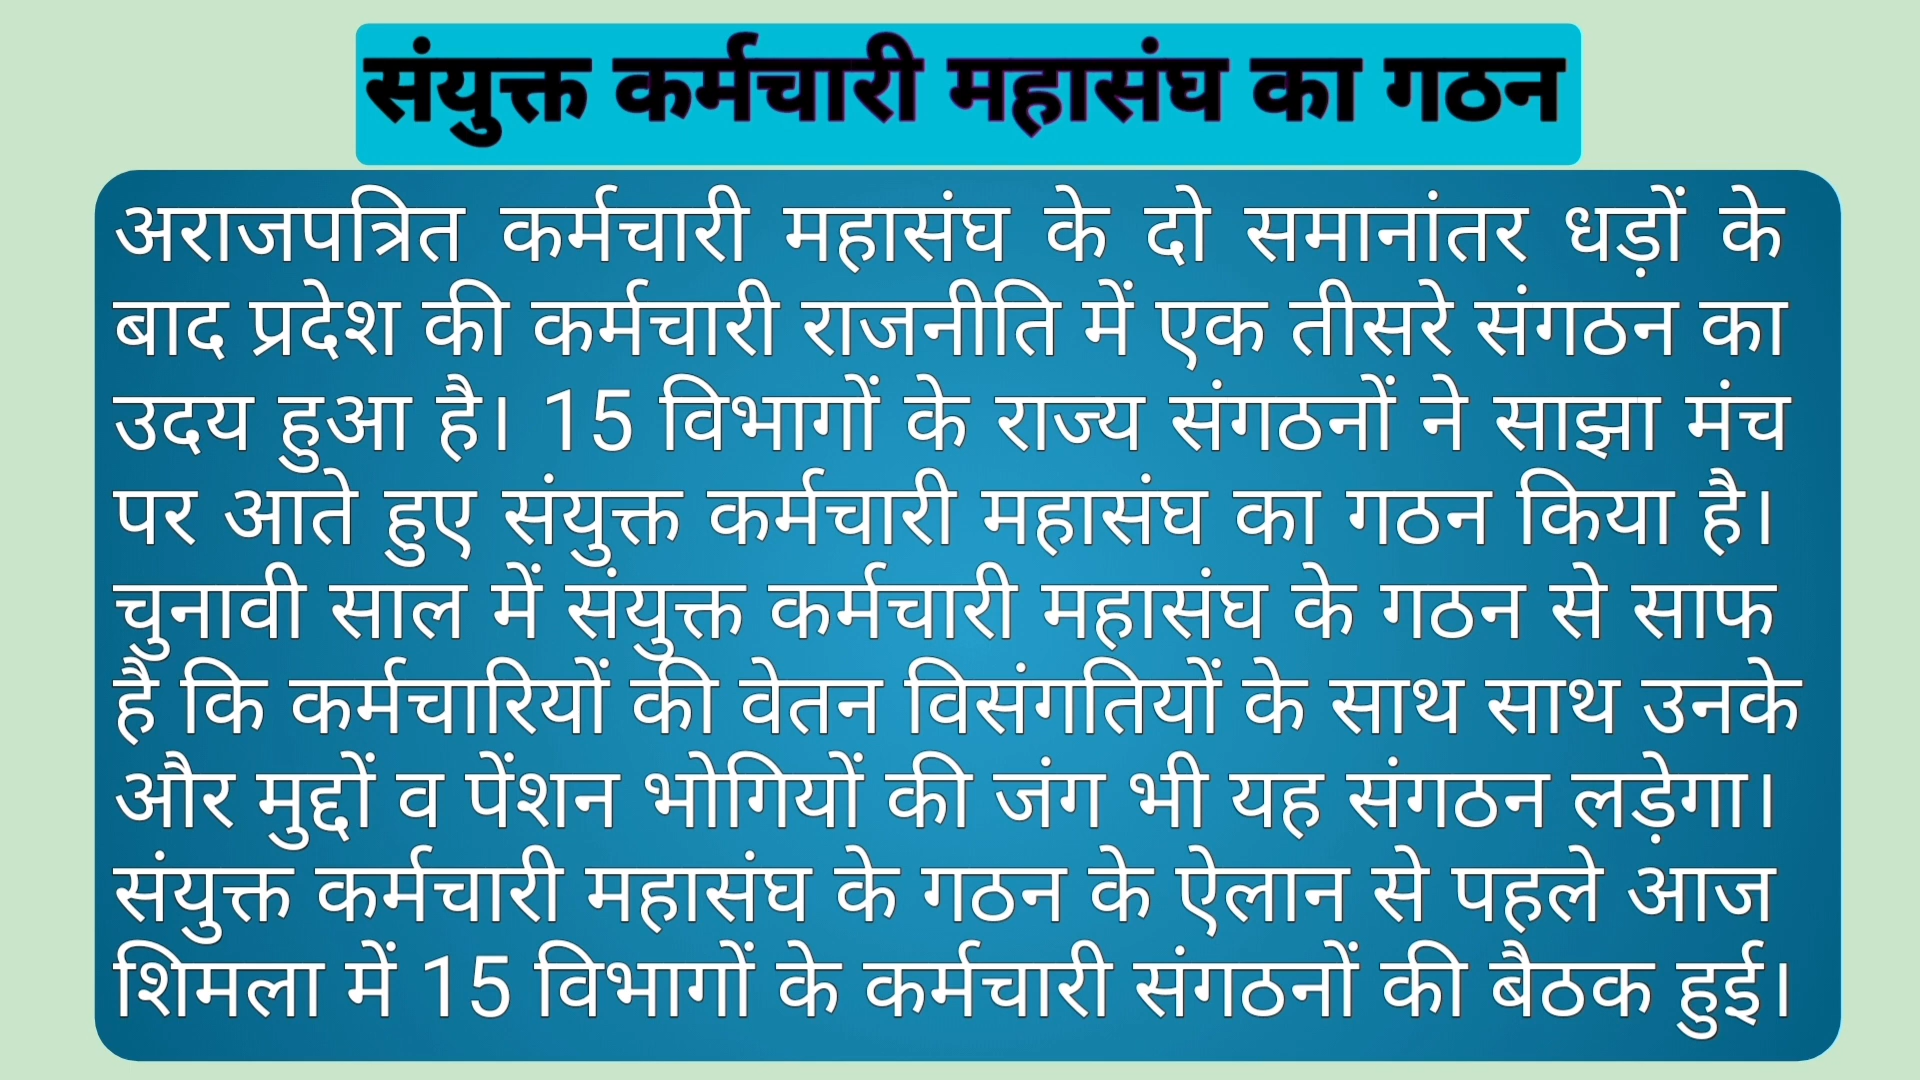 संयुक्त कर्मचारी महासंघ का गठन
अराजपत्रित कर्मचारी महासंघ के दो समानांतर धड़ों के
बाद प्रदेश की कर्मचारी राजनीति में एक तीसरे संगठन का
उदय हुआ है। 15 विभागों के राज्य संगठनों ने साझा मंच
पर आते हुए संयुक्त कर्मचारी महासंघ का गठन किया है।
चुनावी साल में संयुक्त कर्मचारी महासंघ के गठन से साफ
है कि कर्मचारियों की वेतन विसंगतियों के साथ साथ उनके
और मुद्दों व पेंशन भोगियों की जंग भी यह संगठन लड़ेगा।
संयुक्त कर्मचारी महासंघ के गठन के ऐलान से पहले आज
शिमला में 15 विभागों के कर्मचारी संगठनों की बैठक हुई।